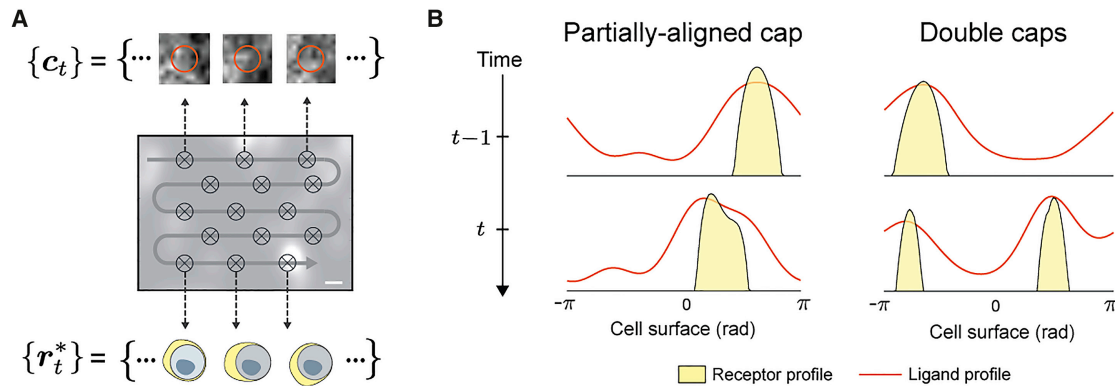 A
{c_t} = {··· ···}
{r*_t} = {··· ···}
B
Partially-aligned cap Double caps
Time
t−1
t
-π 0 π -π 0 π
Cell surface (rad) Cell surface (rad)
Receptor profile Ligand profile